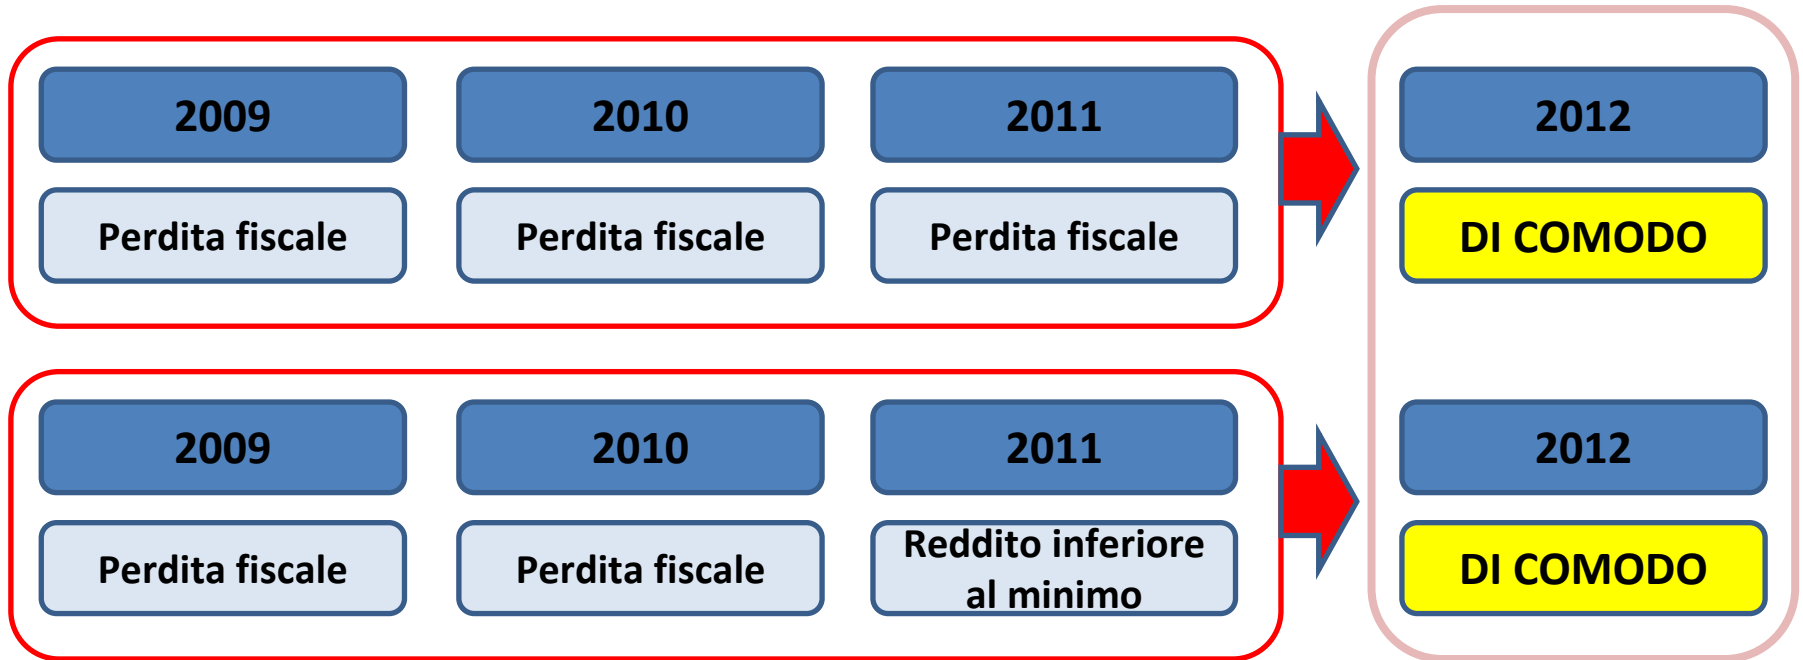 2009 2010 2011 2012
Perdita fiscale Perdita fiscale Perdita fiscale DI COMODO
2009 2010 2011 2012
Perdita fiscale Perdita fiscale Reddito inferiore al minimo DI COMODO